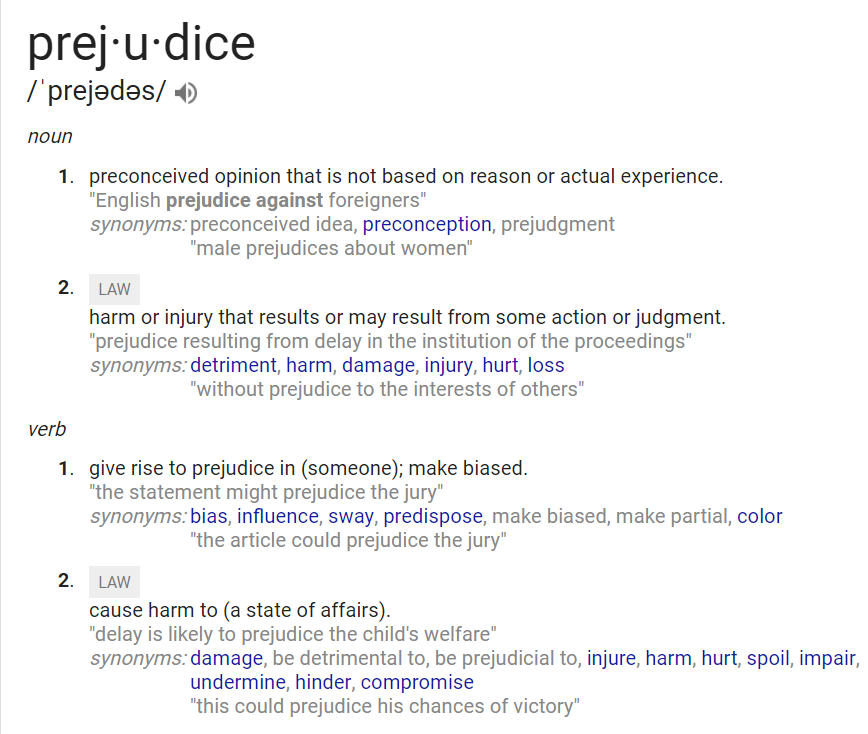 prej·u·dice
/ˈprejədəs/
noun
1. preconceived opinion that is not based on reason or actual experience.
"English prejudice against foreigners"
synonyms: preconceived idea, preconception, prejudgment
"male prejudices about women"
2. LAW
harm or injury that results or may result from some action or judgment.
"prejudice resulting from delay in the institution of the proceedings"
synonyms: detriment, harm, damage, injury, hurt, loss
"without prejudice to the interests of others"
verb
1. give rise to prejudice in (someone); make biased.
"the statement might prejudice the jury"
synonyms: bias, influence, sway, predispose, make biased, make partial, color
"the article could prejudice the jury"
2. LAW
cause harm to (a state of affairs).
"delay is likely to prejudice the child's welfare"
synonyms: damage, be detrimental to, be prejudicial to, injure, harm, hurt, spoil, impair,
undermine, hinder, compromise
"this could prejudice his chances of victory"